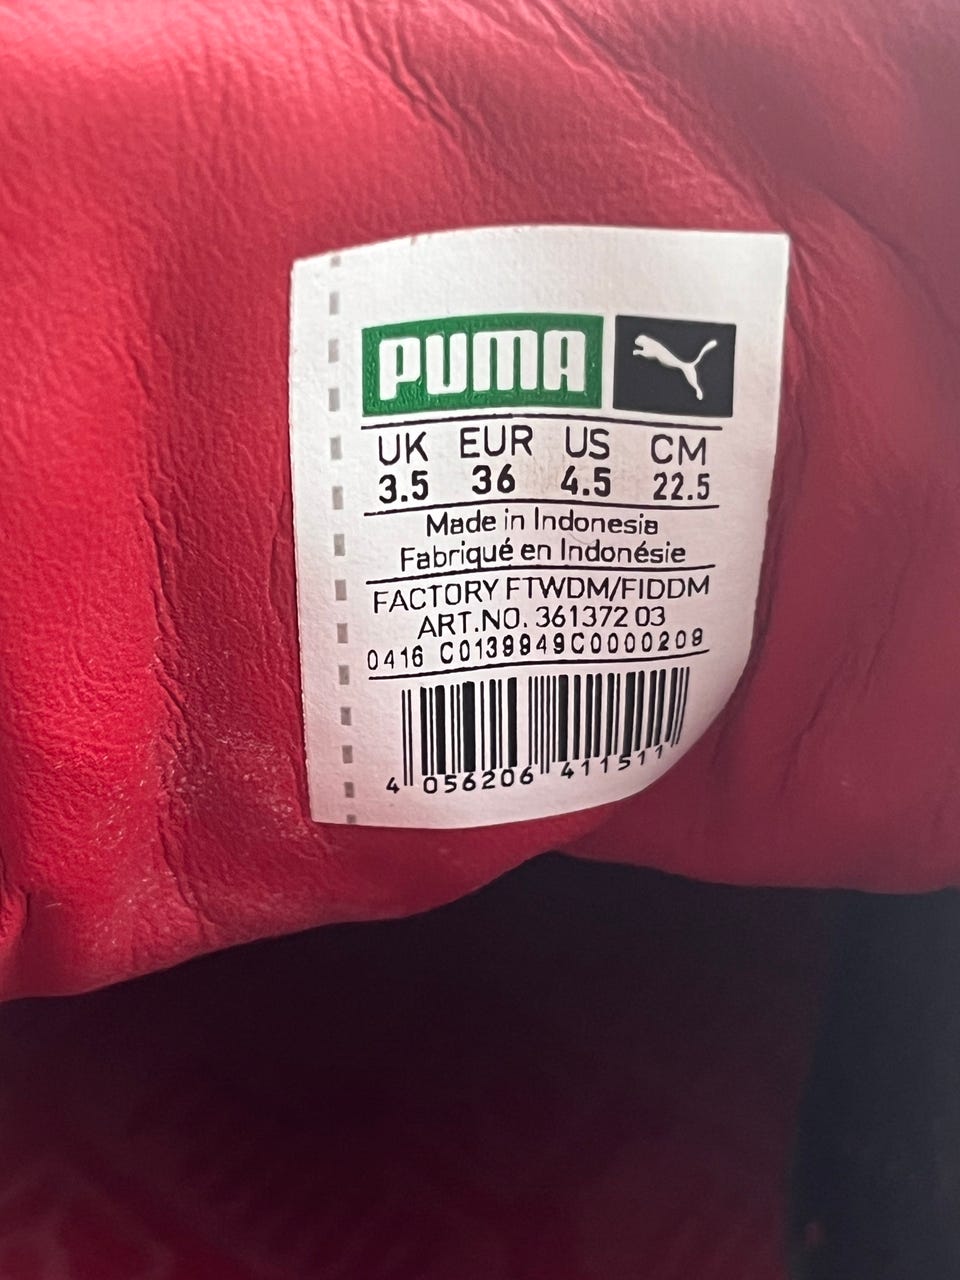 PUMA
UK EUR US CM
3.5 36 4.5 22.5
Made in Indonesia
Fabriqué en Indonésie
FACTORY FTWDM/FIDDM
ART.NO. 361372 03
0416 C0139949C0000209
4 056206 411511